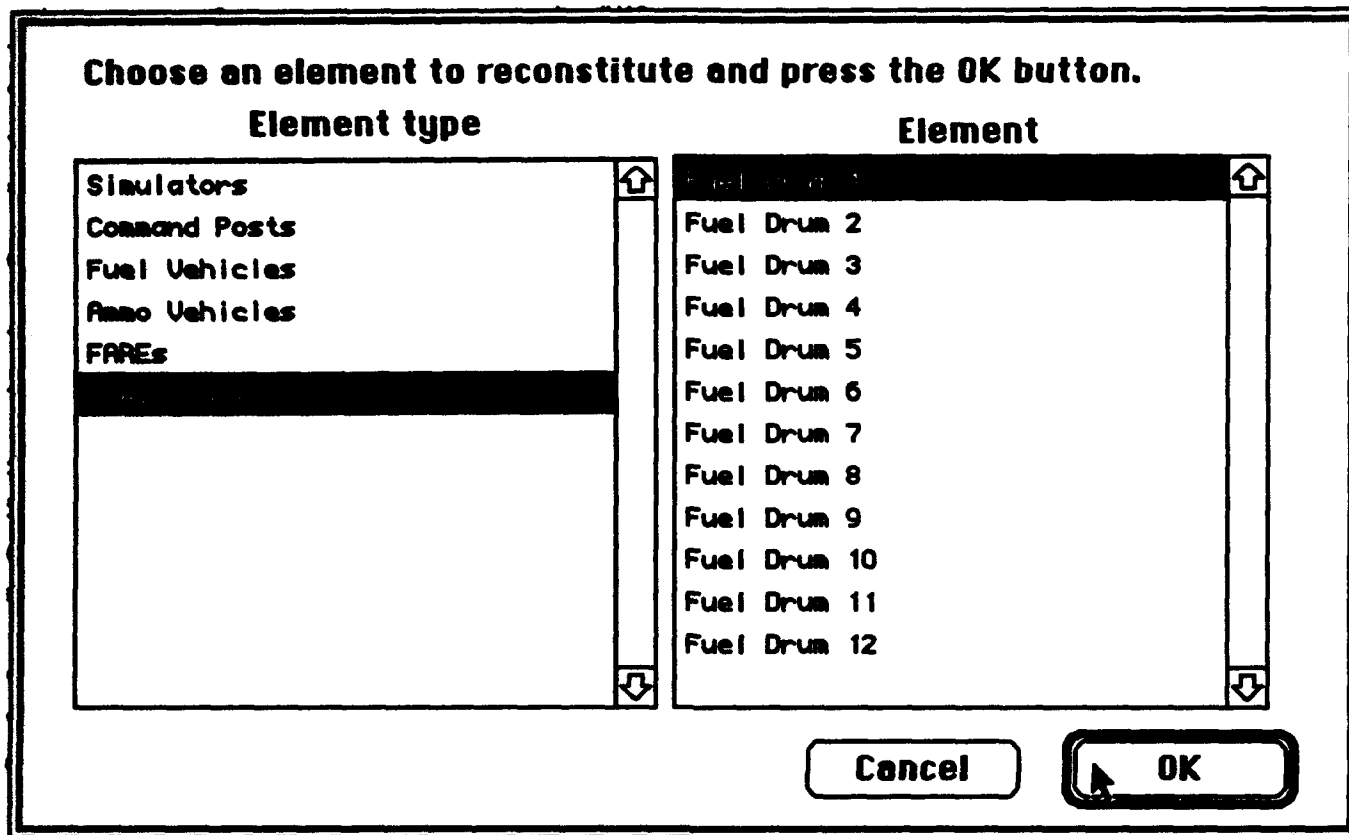 Choose an element to reconstitute and press the OK button.
Element type
Element
Simulators
Command Posts
Fuel Vehicles
Ammo Vehicles
FAREs
Fuel Drum 2
Fuel Drum 3
Fuel Drum 4
Fuel Drum 5
Fuel Drum 6
Fuel Drum 7
Fuel Drum 8
Fuel Drum 9
Fuel Drum 10
Fuel Drum 11
Fuel Drum 12
Cancel
OK